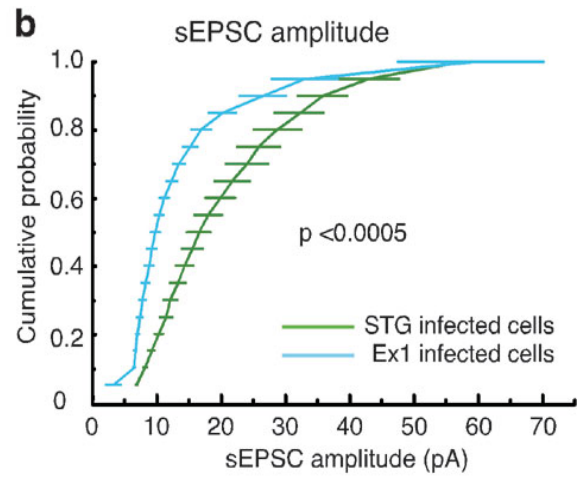 b
sEPSC amplitude
Cumulative probability
1.0
0.8
0.6
0.4
0.2
0
p <0.0005
STG infected cells
Ex1 infected cells
0 10 20 30 40 50 60 70
sEPSC amplitude (pA)